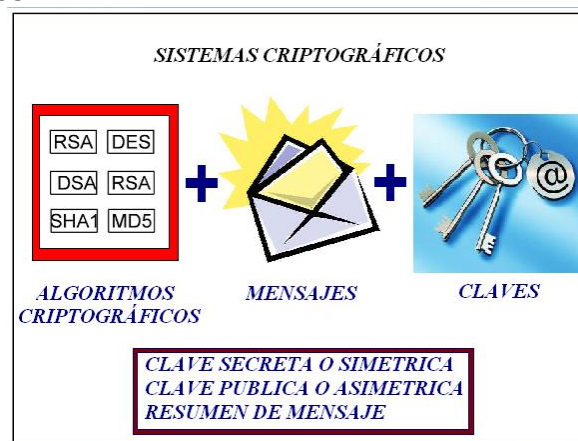 SISTEMAS CRIPTOGRÁFICOS
RSA DES
DSA RSA
SHA1 MD5
+
+
@
ALGORITMOS
CRIPTOGRÁFICOS
MENSAJES
CLAVES
CLAVE SECRETA O SIMETRICA
CLAVE PUBLICA O ASIMETRICA
RESUMEN DE MENSAJE